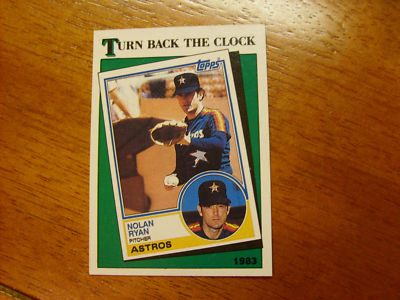 TURN BACK THE CLOCK
TOPPS
NOLAN
RYAN
PITCHER
ASTROS
1983